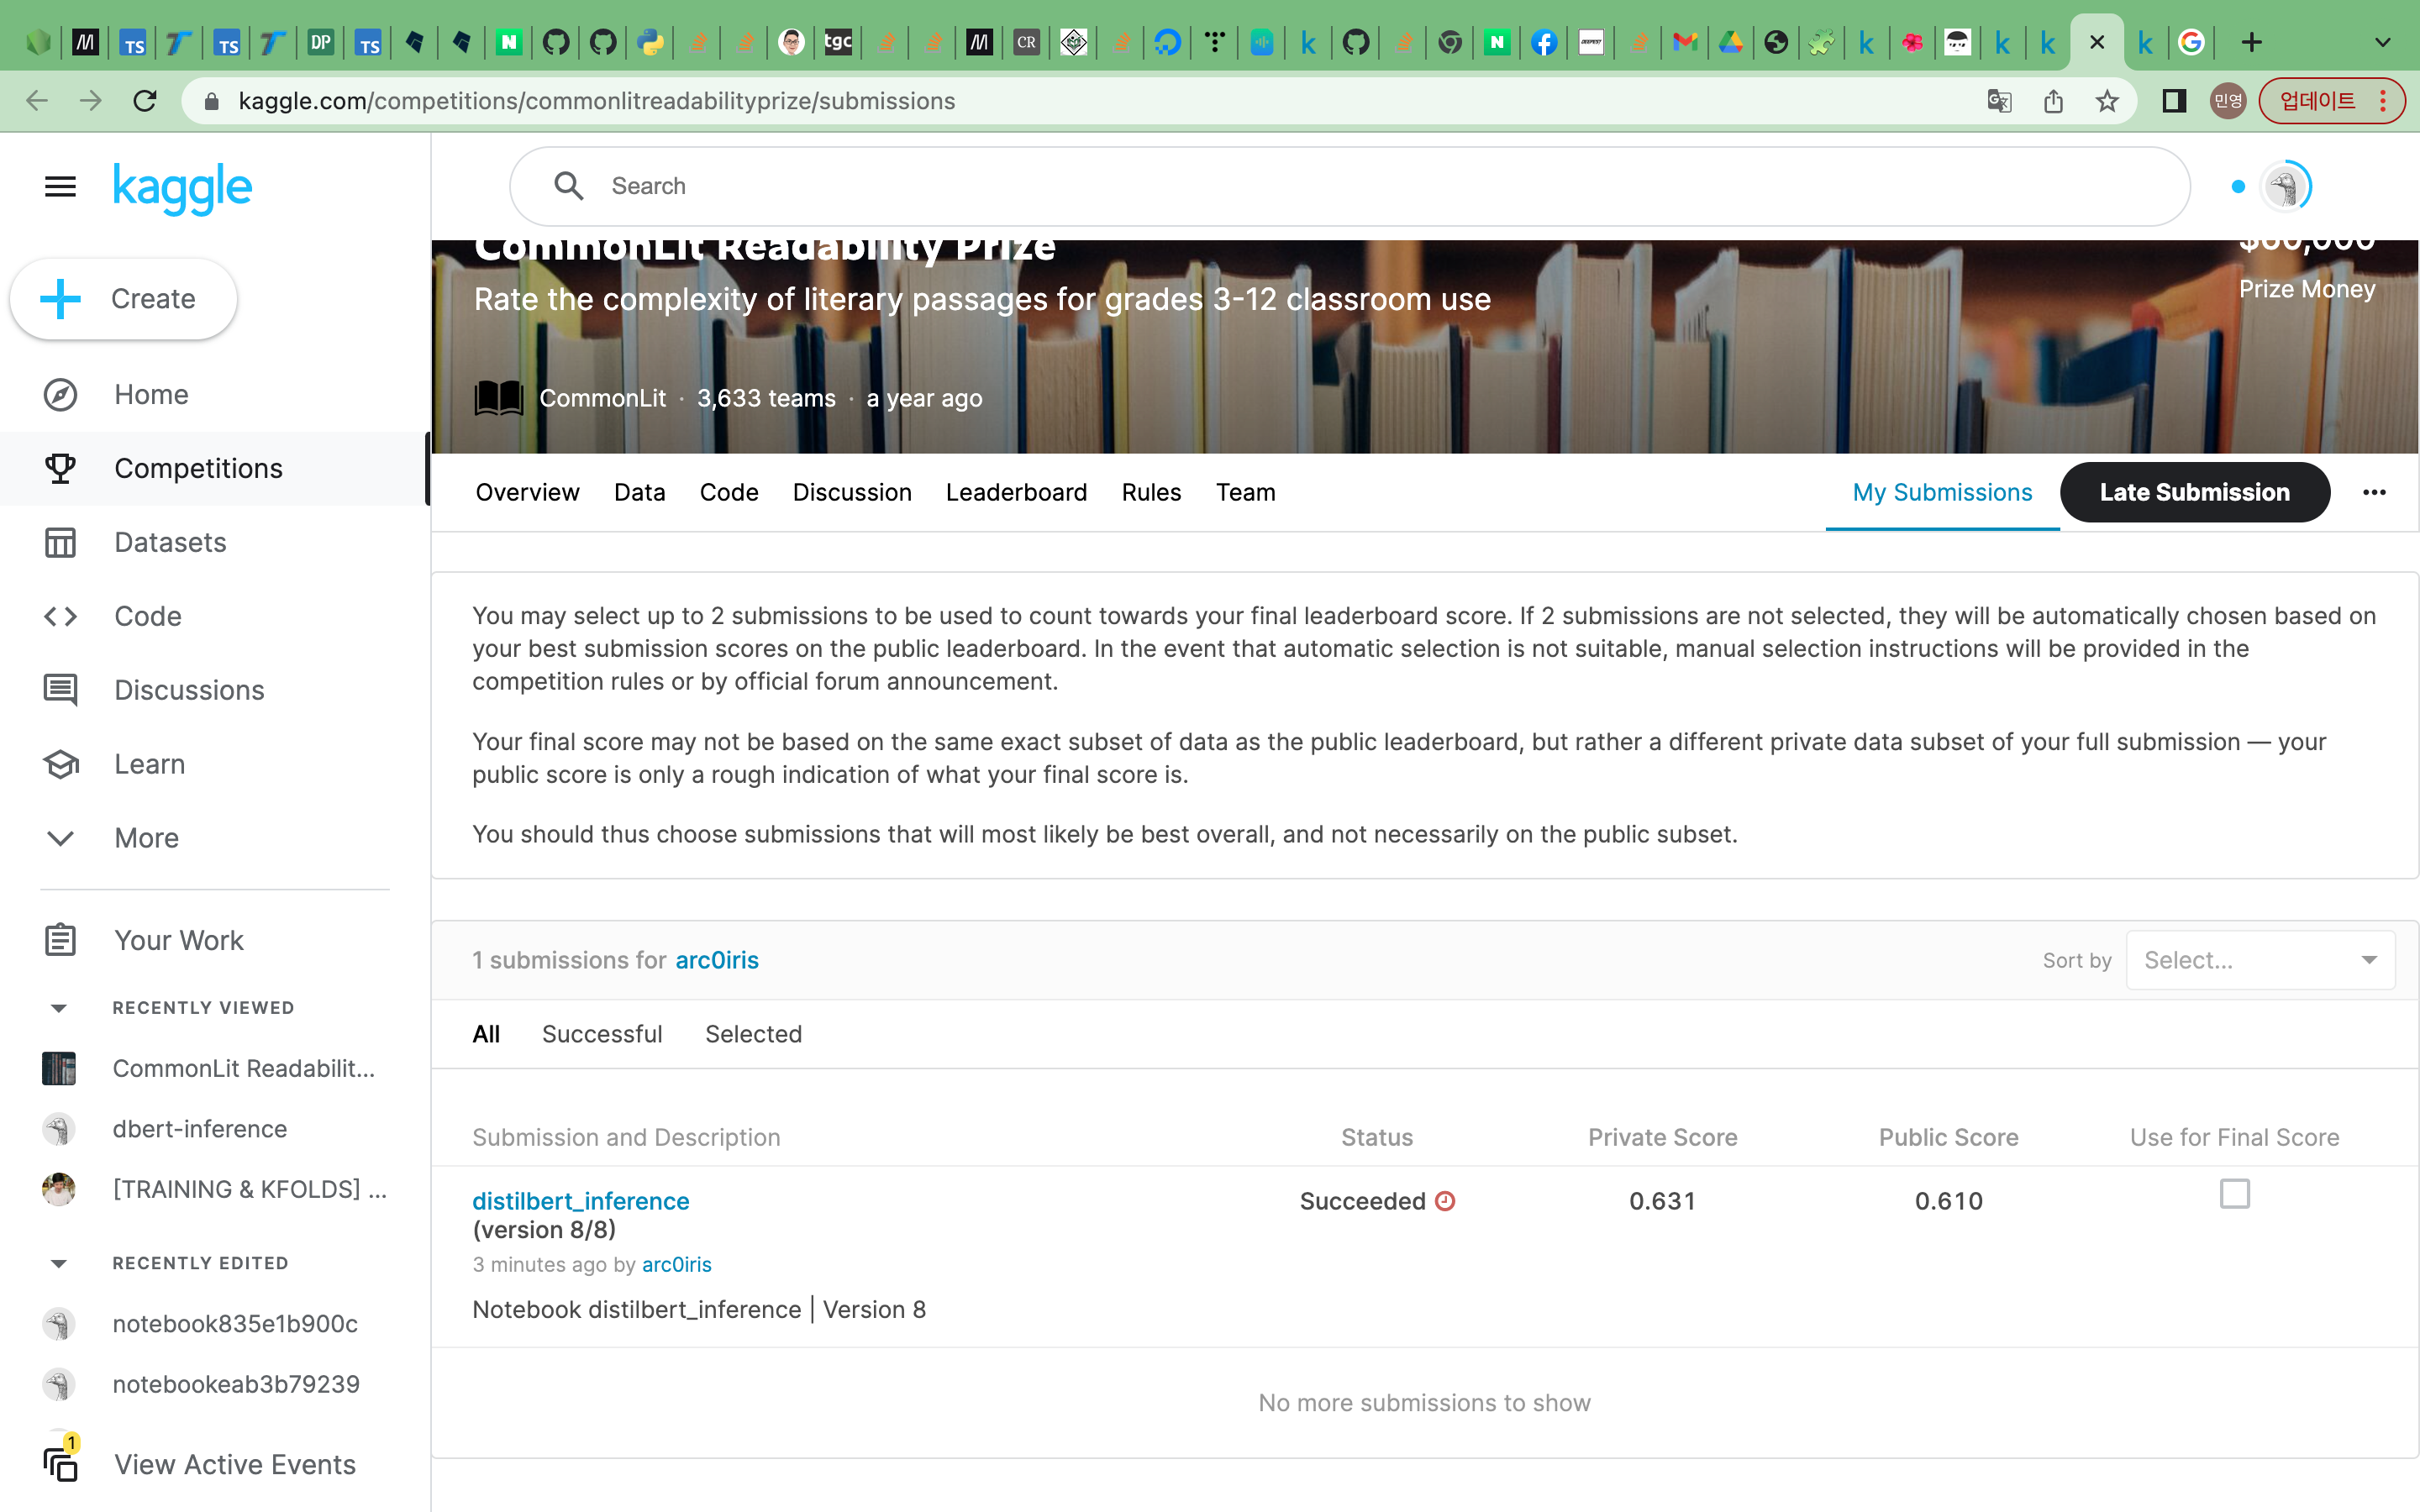 kaggle.com/competitions/commonlitreadabilityprize/submissions
민영
업데이트
kaggle
Search
Create
Home
Competitions
Datasets
Code
Discussions
Learn
More
Your Work
RECENTLY VIEWED
CommonLit Readabilit...
dbert-inference
[TRAINING & KFOLDS] ...
RECENTLY EDITED
notebook835e1b900c
notebookeab3b79239
1
View Active Events
CommonLit Readability Prize
$60,000
Rate the complexity of literary passages for grades 3-12 classroom use
Prize Money
CommonLit · 3,633 teams · a year ago
Overview Data Code Discussion Leaderboard Rules Team My Submissions Late Submission
You may select up to 2 submissions to be used to count towards your final leaderboard score. If 2 submissions are not selected, they will be automatically chosen based on
your best submission scores on the public leaderboard. In the event that automatic selection is not suitable, manual selection instructions will be provided in the
competition rules or by official forum announcement.
Your final score may not be based on the same exact subset of data as the public leaderboard, but rather a different private data subset of your full submission — your
public score is only a rough indication of what your final score is.
You should thus choose submissions that will most likely be best overall, and not necessarily on the public subset.
1 submissions for arc0iris
Sort by Select...
All Successful Selected
Submission and Description Status Private Score Public Score Use for Final Score
distilbert_inference Succeeded 0.631 0.610
(version 8/8)
3 minutes ago by arc0iris
Notebook distilbert_inference | Version 8
No more submissions to show